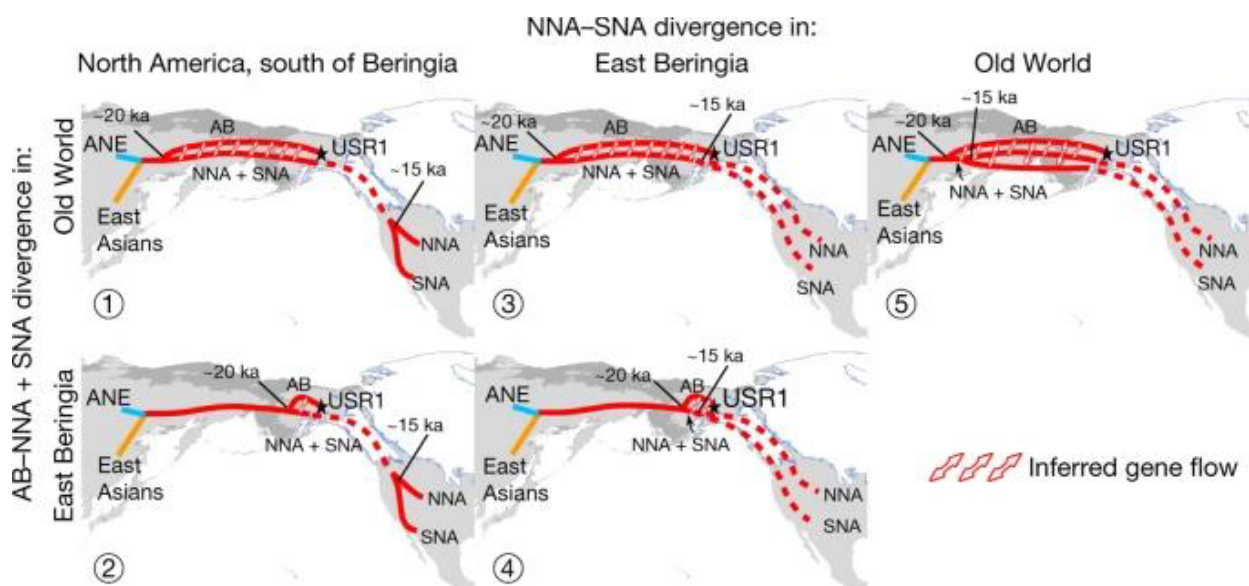 NNA–SNA divergence in:
North America, south of Beringia
East Beringia
Old World
AB–NNA + SNA divergence in:
Old World
East Beringia
~20 ka
AB
ANE
USR1
NNA + SNA
~15 ka
East
Asians
NNA
SNA
①
~15 ka
~20 ka
AB
ANE
USR1
NNA + SNA
East
Asians
NNA
SNA
③
~15 ka
~20 ka
AB
ANE
USR1
NNA + SNA
East
Asians
NNA
SNA
⑤
~20 ka
AB
ANE
USR1
NNA + SNA
~15 ka
East
Asians
NNA
SNA
②
~15 ka
~20 ka
AB
ANE
USR1
NNA + SNA
East
Asians
NNA
SNA
④
Inferred gene flow